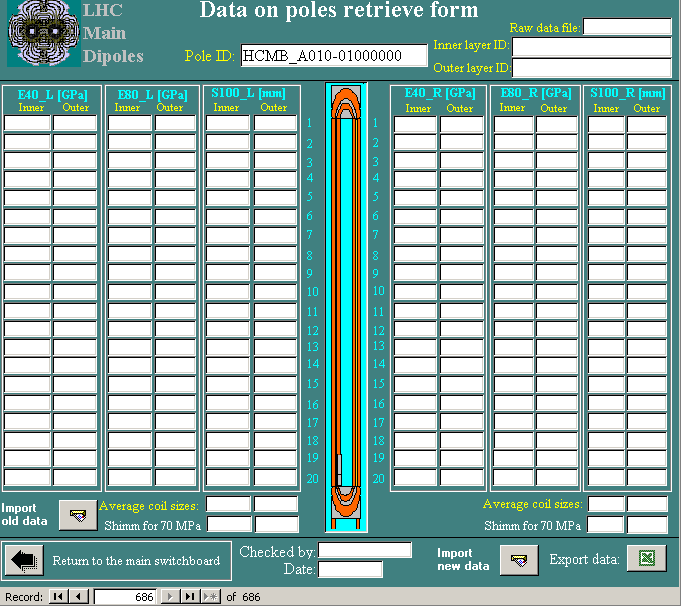 LHC
Main
Dipoles
Data on poles retrieve form
Pole ID: HCMB_A010-01000000
Raw data file:
Inner layer ID:
Outer layer ID:
E40_L [GPa] E80_L [GPa] S100_L [mm] E40_R [GPa] E80_R [GPa] S100_R [mm]
Inner Outer Inner Outer Inner Outer Inner Outer Inner Outer Inner Outer
1 1
2 2
3 3
4 4
5 5
6 6
7 7
8 8
9 9
10 10
11 11
12 12
13 13
14 14
15 15
16 16
17 17
18 18
19 19
20 20
Import
old data
Average coil sizes: Average coil sizes:
Shimm for 70 MPa Shimm for 70 MPa
Return to the main switchboard
Checked by:
Date:
Import
new data
Export data:
Record: 686 of 686